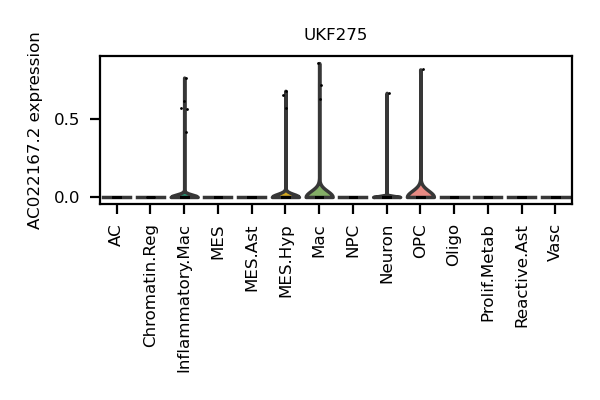 UKF275
AC022167.2 expression
0.5
0.0
AC
Chromatin.Reg
Inflammatory.Mac
MES
MES.Ast
MES.Hyp
Mac
NPC
Neuron
OPC
Oligo
Prolif.Metab
Reactive.Ast
Vasc